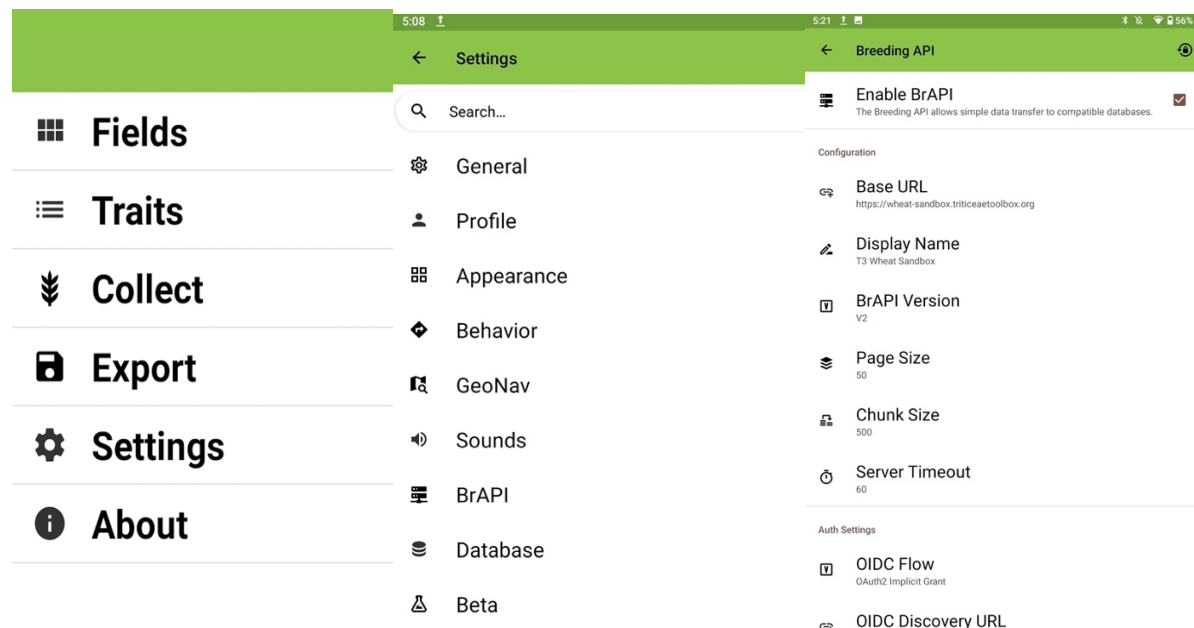 Fields
Traits
Collect
Export
Settings
About
5:08
Settings
Search...
General
Profile
Appearance
Behavior
GeoNav
Sounds
BrAPI
Database
Beta
5:21 56%
Breeding API
Enable BrAPI
The Breeding API allows simple data transfer to compatible databases.
Configuration
Base URL
https://wheat-sandbox.triticeaetoolbox.org
Display Name
T3 Wheat Sandbox
BrAPI Version
V2
Page Size
50
Chunk Size
500
Server Timeout
60
Auth Settings
OIDC Flow
OAuth2 Implicit Grant
OIDC Discovery URL